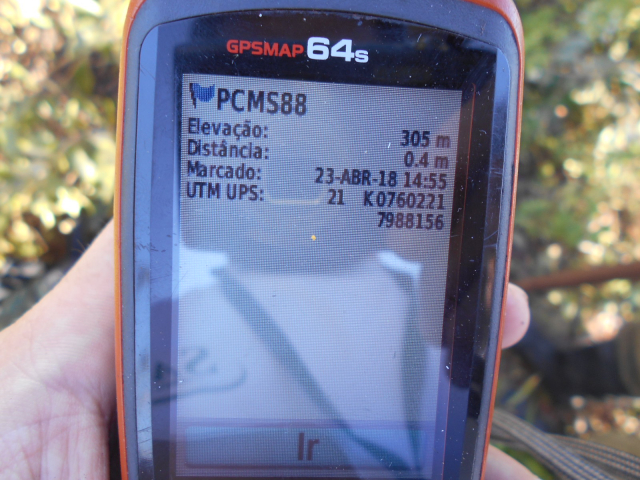 GPSMAP 64s
PCMS88
Elevação: 305 m
Distância: 0.4 m
Marcado: 23-ABR-18 14:55
UTM UPS: 21 K 0760221
7988156
Ir